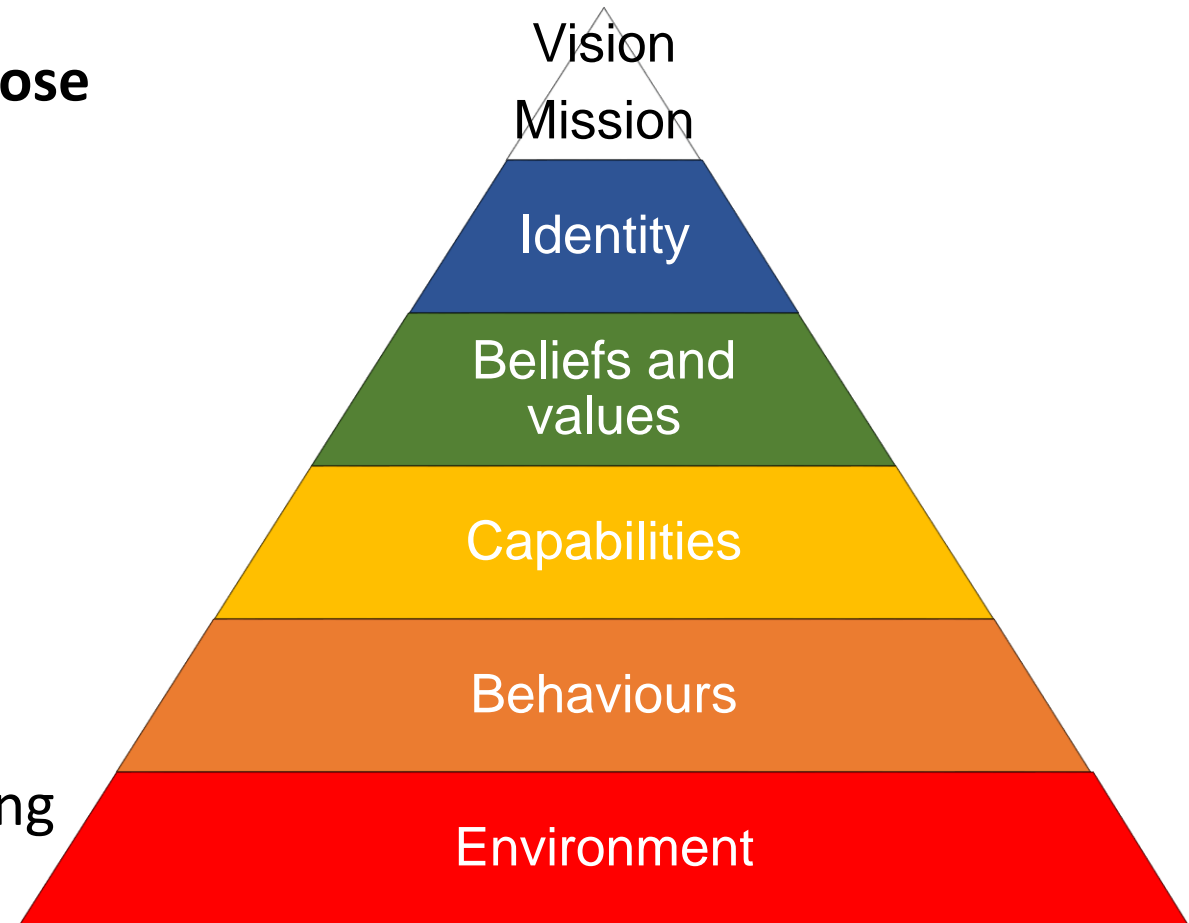 Vision
ose
Mission
Identity
Beliefs and
values
Capabilities
Behaviours
ng
Environment